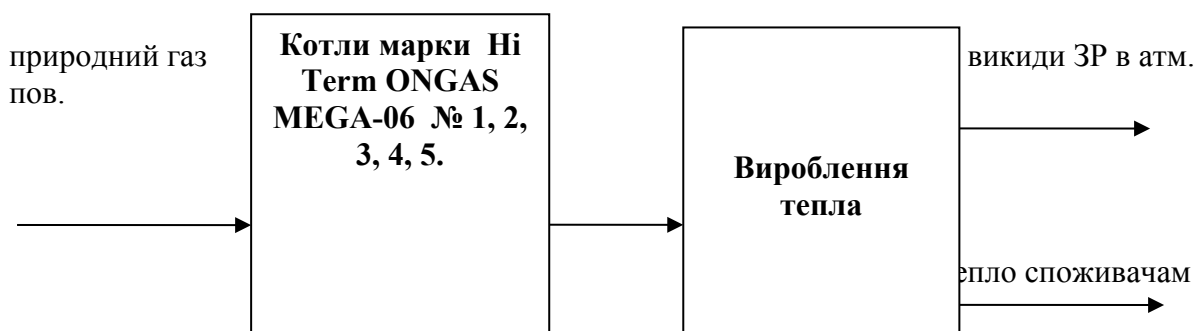 природний газ
викиди ЗР в атм.
пов.
Котли марки Ні
Term ONGAS
MEGA-06 № 1, 2,
3, 4, 5.
Вироблення
тепла
епло споживачам